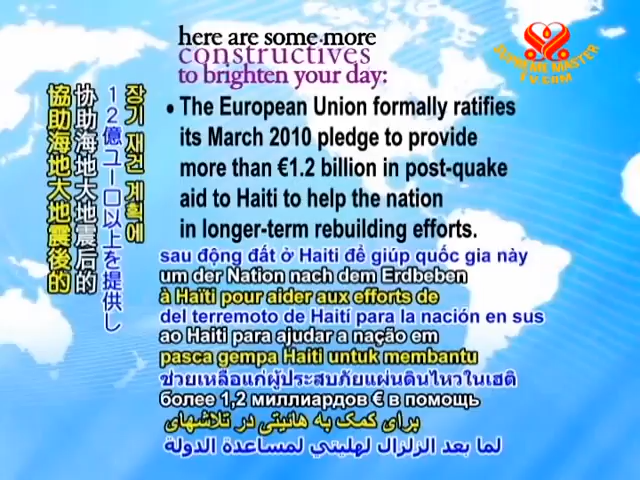 here are some more
constructives
to brighten your day:
SUPREME MASTER
TV.COM
• The European Union formally ratifies
its March 2010 pledge to provide
more than €1.2 billion in post-quake
aid to Haiti to help the nation
in longer-term rebuilding efforts.
장기 재건 계획에
12億ユーロ以上を提供し
协助海地大地震后的
協助海地大地震後的
sau động đất ở Haiti để giúp quốc gia này
um der Nation nach dem Erdbeben
à Haïti pour aider aux efforts de
del terremoto de Haití para la nación en sus
ao Haiti para ajudar a nação em
pasca gempa Haiti untuk membantu
ช่วยเหลือแก่ผู้ประสบภัยแผ่นดินไหวในเฮติ
более 1,2 миллиардов € в помощь
برای کمک به هائیتی در تلاشهای
لما بعد الزلزال لهايتي لمساعدة الدولة